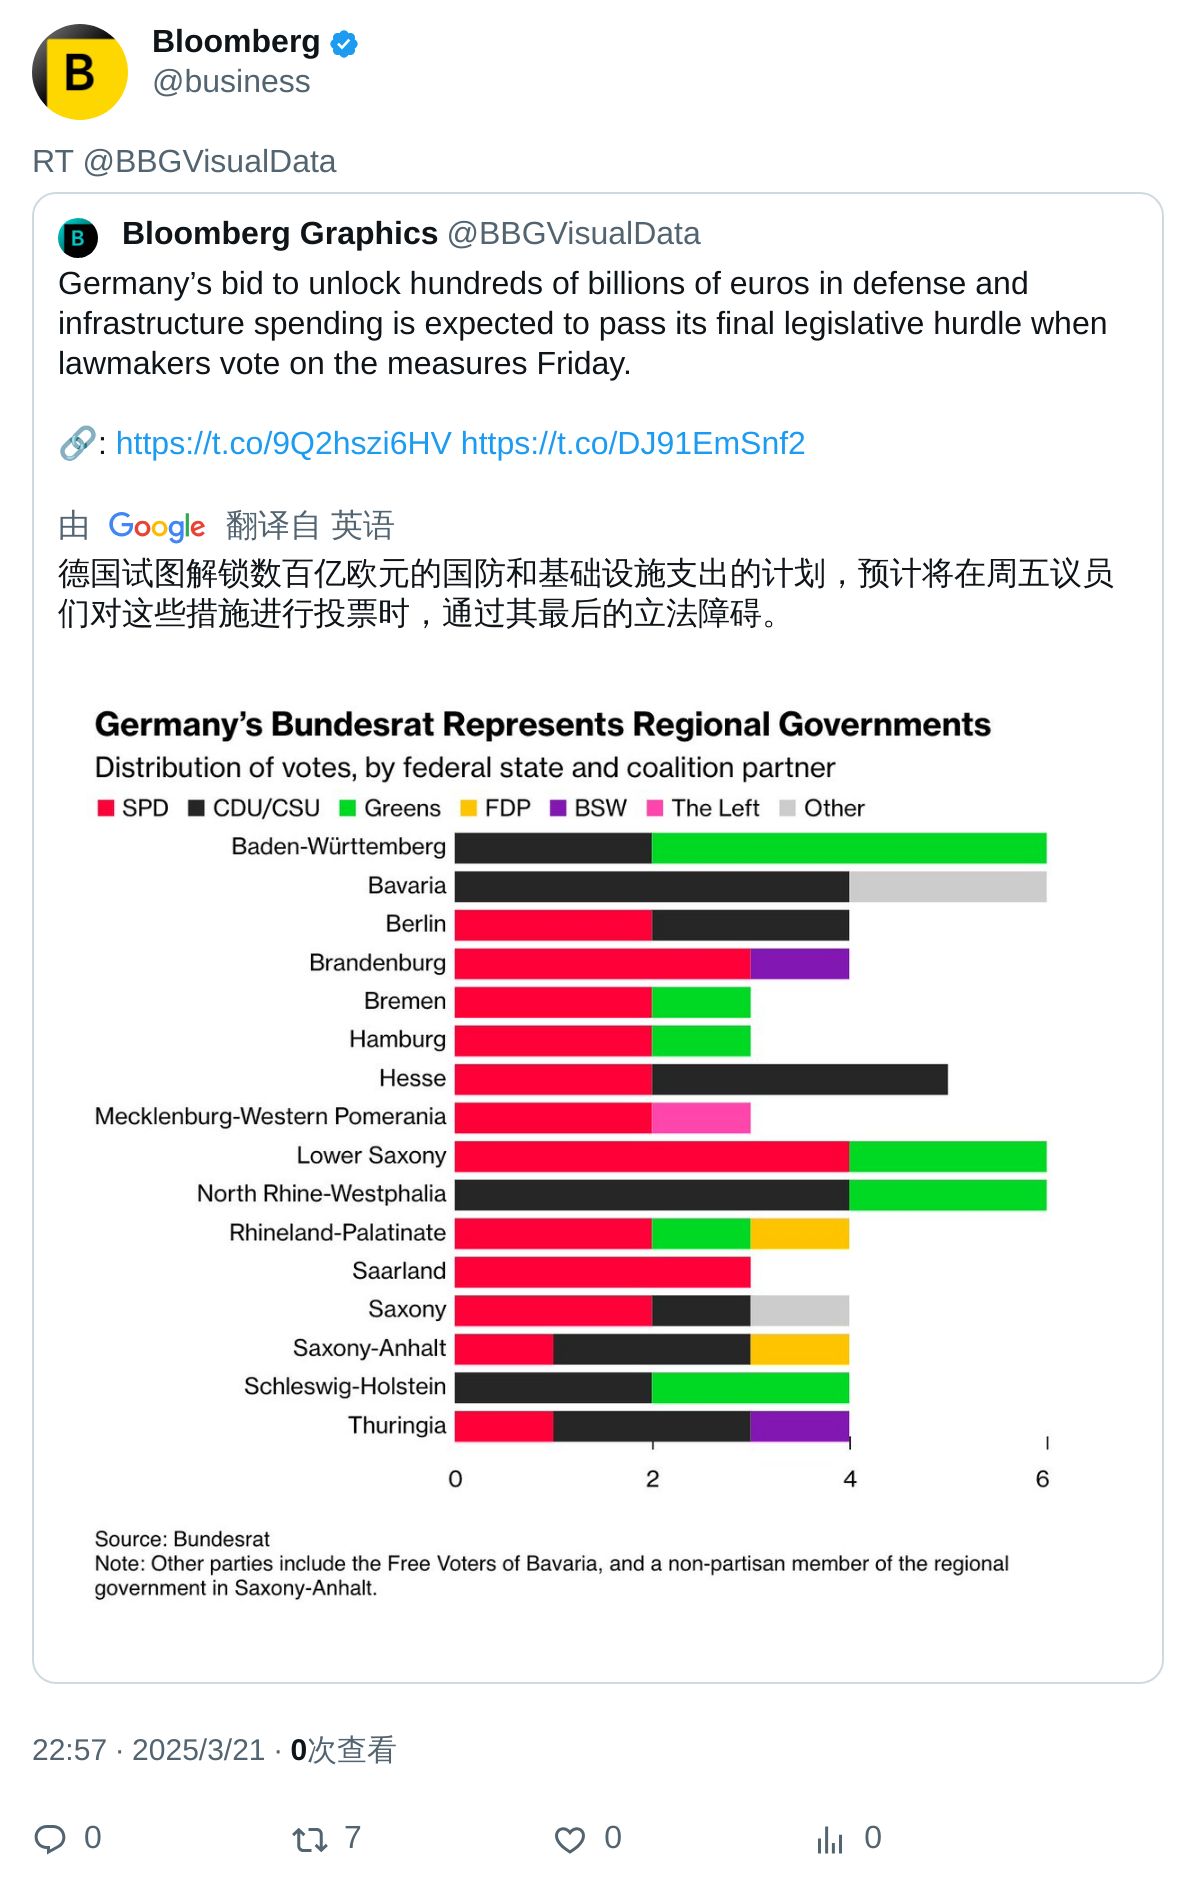 Bloomberg
@business
RT @BBGVisualData
Bloomberg Graphics @BBGVisualData
Germany’s bid to unlock hundreds of billions of euros in defense and
infrastructure spending is expected to pass its final legislative hurdle when
lawmakers vote on the measures Friday.
🔗: https://t.co/9Q2hszi6HV https://t.co/DJ91EmSnf2
由 Google 翻译自 英语
德国试图解锁数百亿欧元的国防和基础设施支出的计划，预计将在周五议员
们对这些措施进行投票时，通过其最后的立法障碍。
Germany’s Bundesrat Represents Regional Governments
Distribution of votes, by federal state and coalition partner
SPD CDU/CSU Greens FDP BSW The Left Other
Baden-Württemberg
Bavaria
Berlin
Brandenburg
Bremen
Hamburg
Hesse
Mecklenburg-Western Pomerania
Lower Saxony
North Rhine-Westphalia
Rhineland-Palatinate
Saarland
Saxony
Saxony-Anhalt
Schleswig-Holstein
Thuringia
0 2 4 6
Source: Bundesrat
Note: Other parties include the Free Voters of Bavaria, and a non-partisan member of the regional
government in Saxony-Anhalt.
22:57 · 2025/3/21 · 0次查看
0 7 0 0